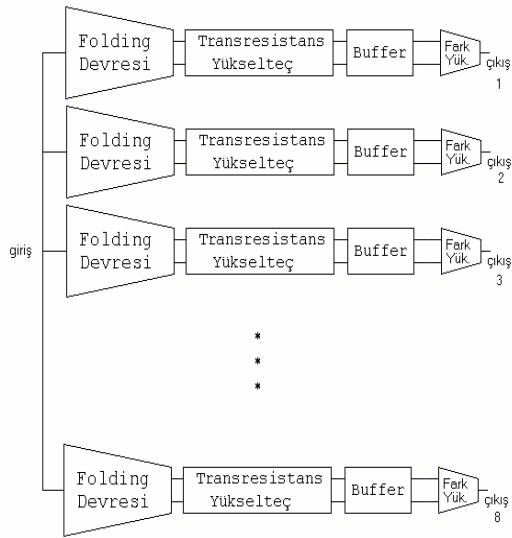 Folding
Devresi
Transresistans
Yükselteç
Buffer
Fark
Yük.
çıkış
1
Folding
Devresi
Transresistans
Yükselteç
Buffer
Fark
Yük.
çıkış
2
Folding
Devresi
Transresistans
Yükselteç
Buffer
Fark
Yük.
çıkış
3
giriş
*
*
*
Folding
Devresi
Transresistans
Yükselteç
Buffer
Fark
Yük.
çıkış
8